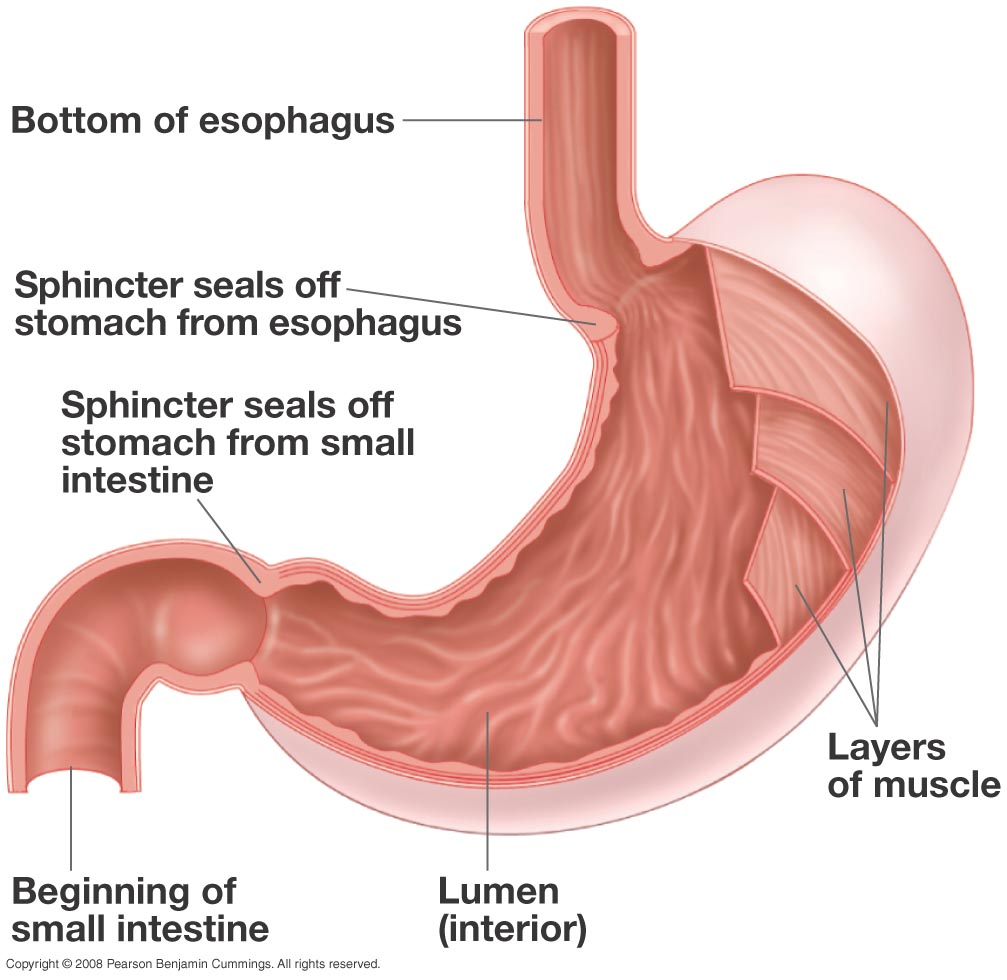 Bottom of esophagus
Sphincter seals off
stomach from esophagus
Sphincter seals off
stomach from small
intestine
Layers
of muscle
Beginning of
small intestine
Lumen
(interior)
Copyright © 2008 Pearson Benjamin Cummings. All rights reserved.